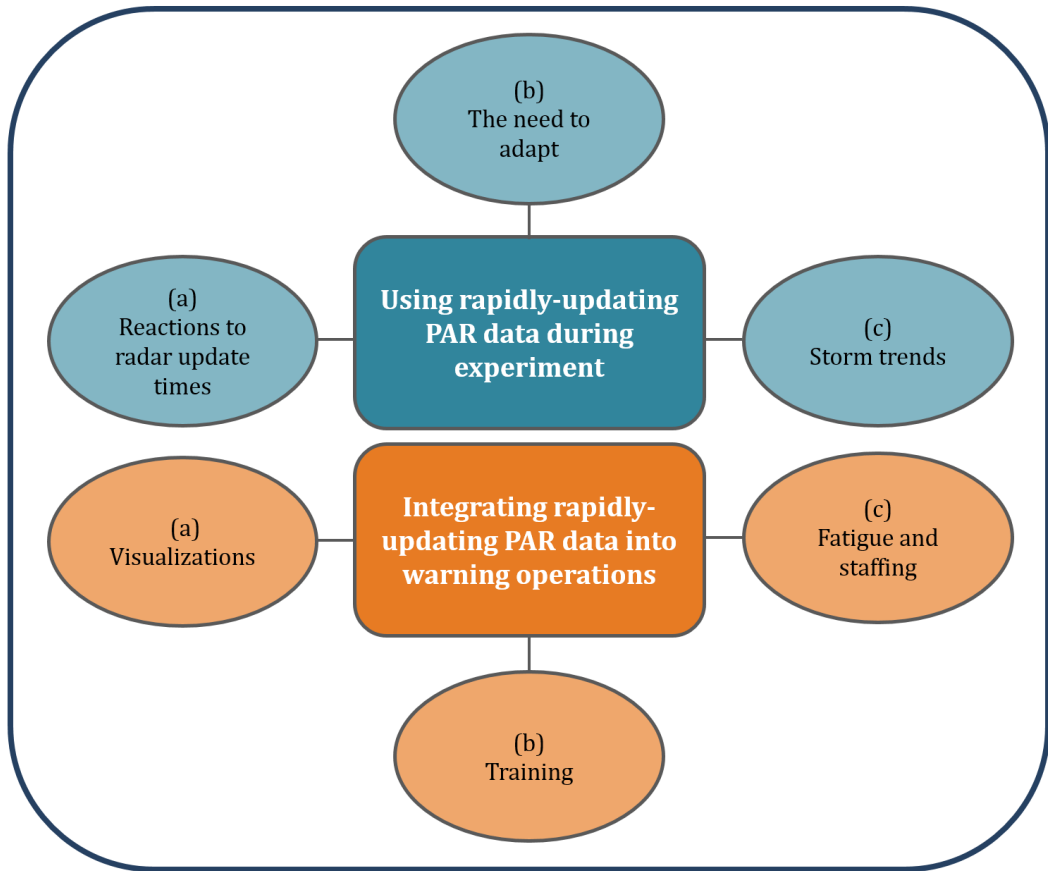 (b)
The need to
adapt
(a)
Reactions to
radar update
times
Using rapidly-updating
PAR data during
experiment
(c)
Storm trends
(a)
Visualizations
Integrating rapidly-
updating PAR data into
warning operations
(c)
Fatigue and
staffing
(b)
Training